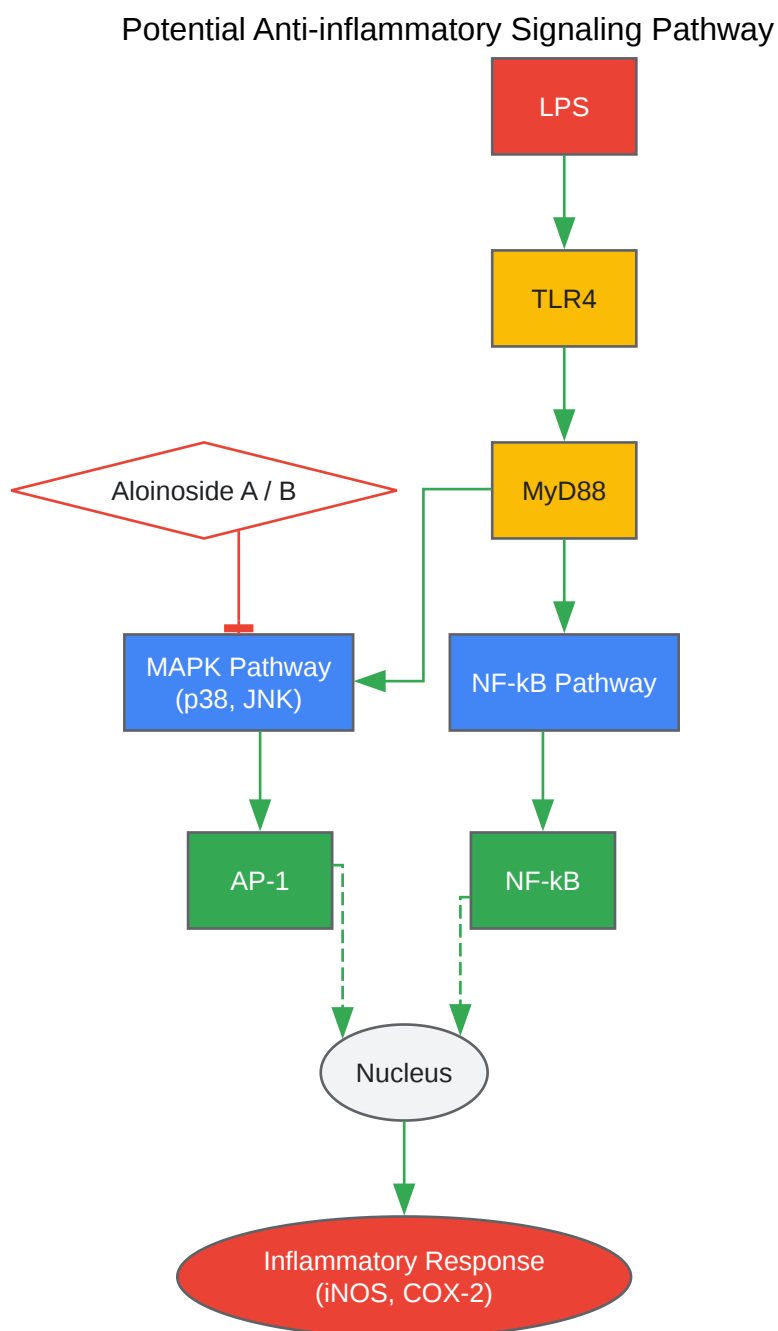 Potential Anti-inflammatory Signaling Pathway
LPS
TLR4
Aloinoside A / B
MyD88
MAPK Pathway
(p38, JNK)
NF-kB Pathway
AP-1
NF-kB
Nucleus
Inflammatory Response
(iNOS, COX-2)